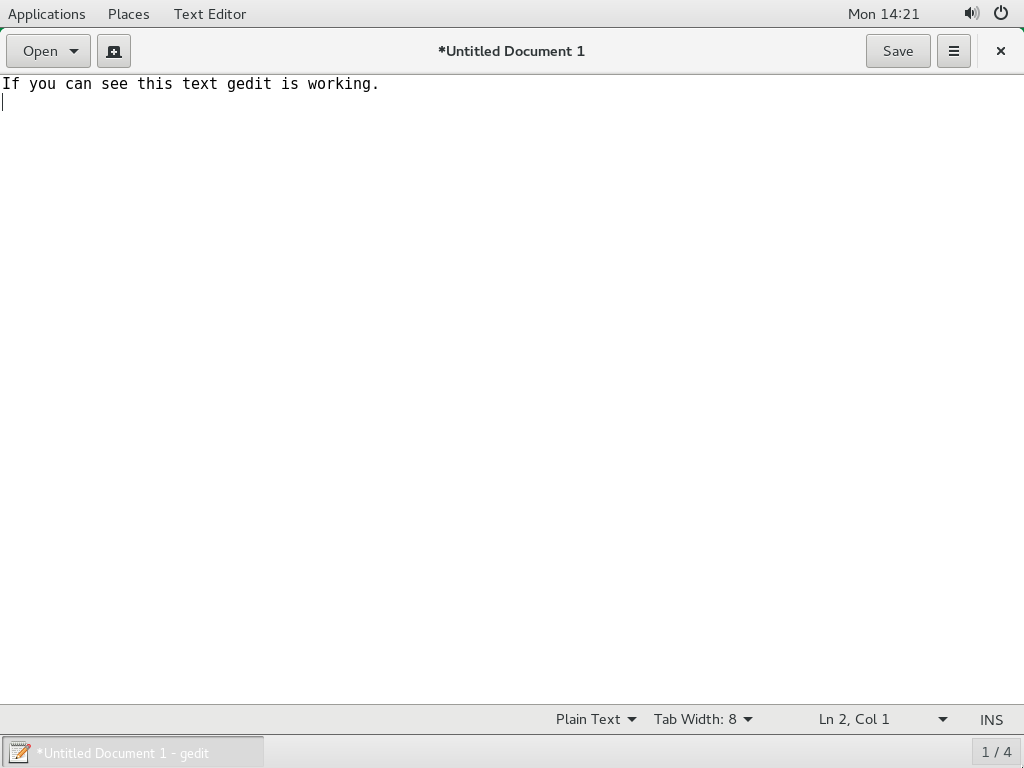 Applications Places Text Editor Mon 14:21
Open *Untitled Document 1 Save
If you can see this text gedit is working.
Plain Text Tab Width: 8 Ln 2, Col 1 INS
*Untitled Document 1 - gedit 1 / 4